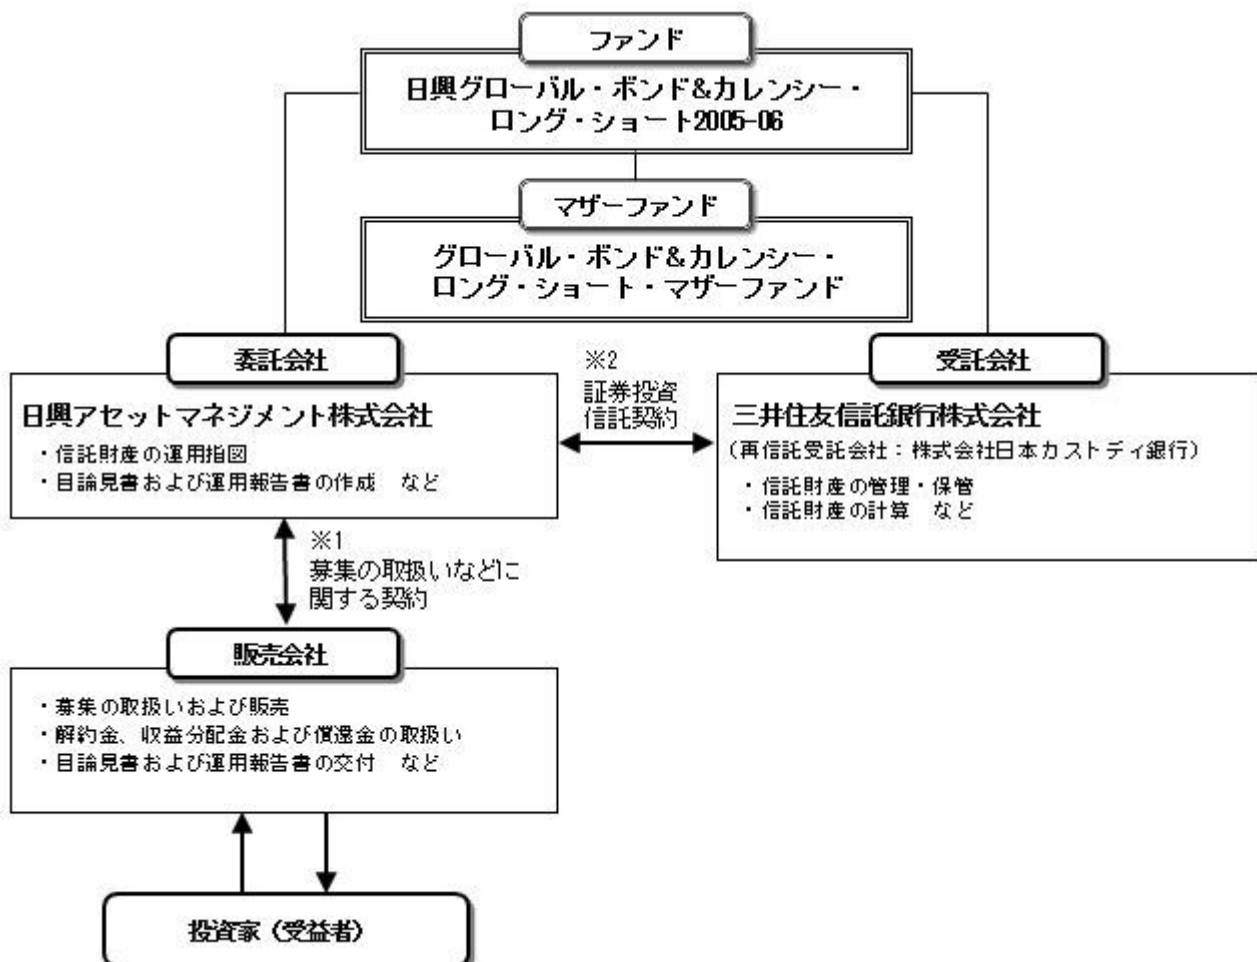 ファンド
日興グローバル・ボンド&カレンシー・
ロング・ショート2005-06
マザーファンド
グローバル・ボンド&カレンシー・
ロング・ショート・マザーファンド
委託会社
日興アセットマネジメント株式会社
・信託財産の運用指図
・目論見書および運用報告書の作成 など
※2
証券投資
信託契約
受託会社
三井住友信託銀行株式会社
(再信託受託会社:株式会社日本カストディ銀行)
・信託財産の管理・保管
・信託財産の計算 など
※1
募集の取扱いなどに
関する契約
販売会社
・募集の取扱いおよび販売
・解約金、収益分配金および償還金の取扱い
・目論見書および運用報告書の交付 など
投資家(受益者)